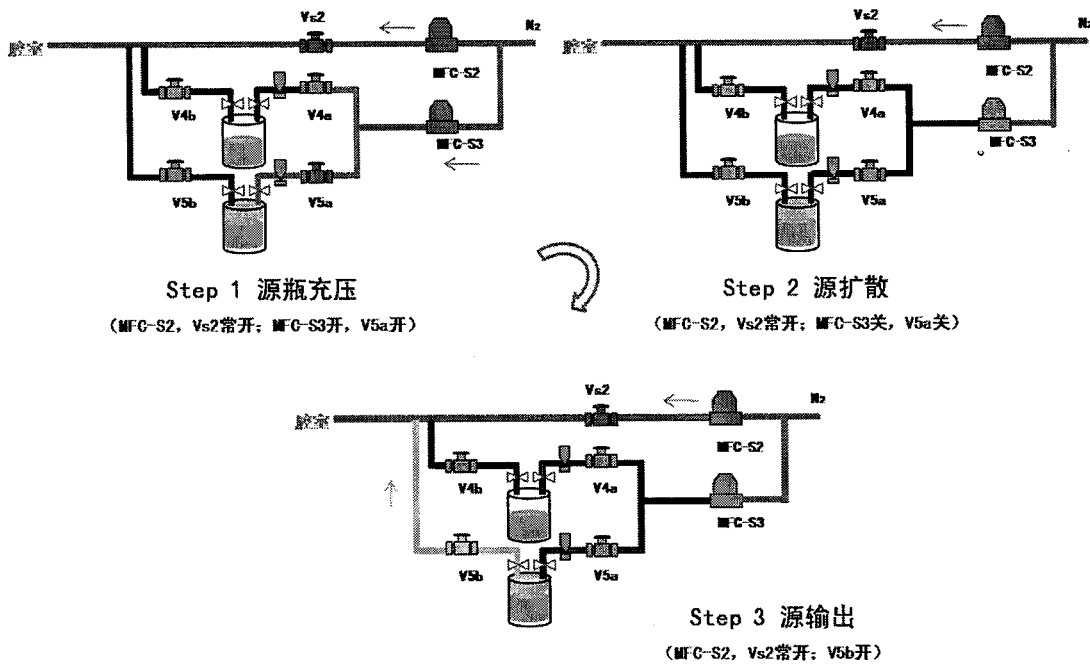 Vs2
N₂
腔室
MFC-S2
V4b
V4a
MFC-S3
V5b
V5a
Step 1 源瓶充压
(MFC-S2, Vs2常开; MFC-S3开, V5a开)
Vs2
N₂
腔室
MFC-S2
V4b
V4a
MFC-S3
V5b
V5a
Step 2 源扩散
(MFC-S2, Vs2常开; MFC-S3关, V5a关)
Vs2
N₂
腔室
MFC-S2
V4b
V4a
MFC-S3
V5b
V5a
Step 3 源输出
(MFC-S2, Vs2常开; V5b开)